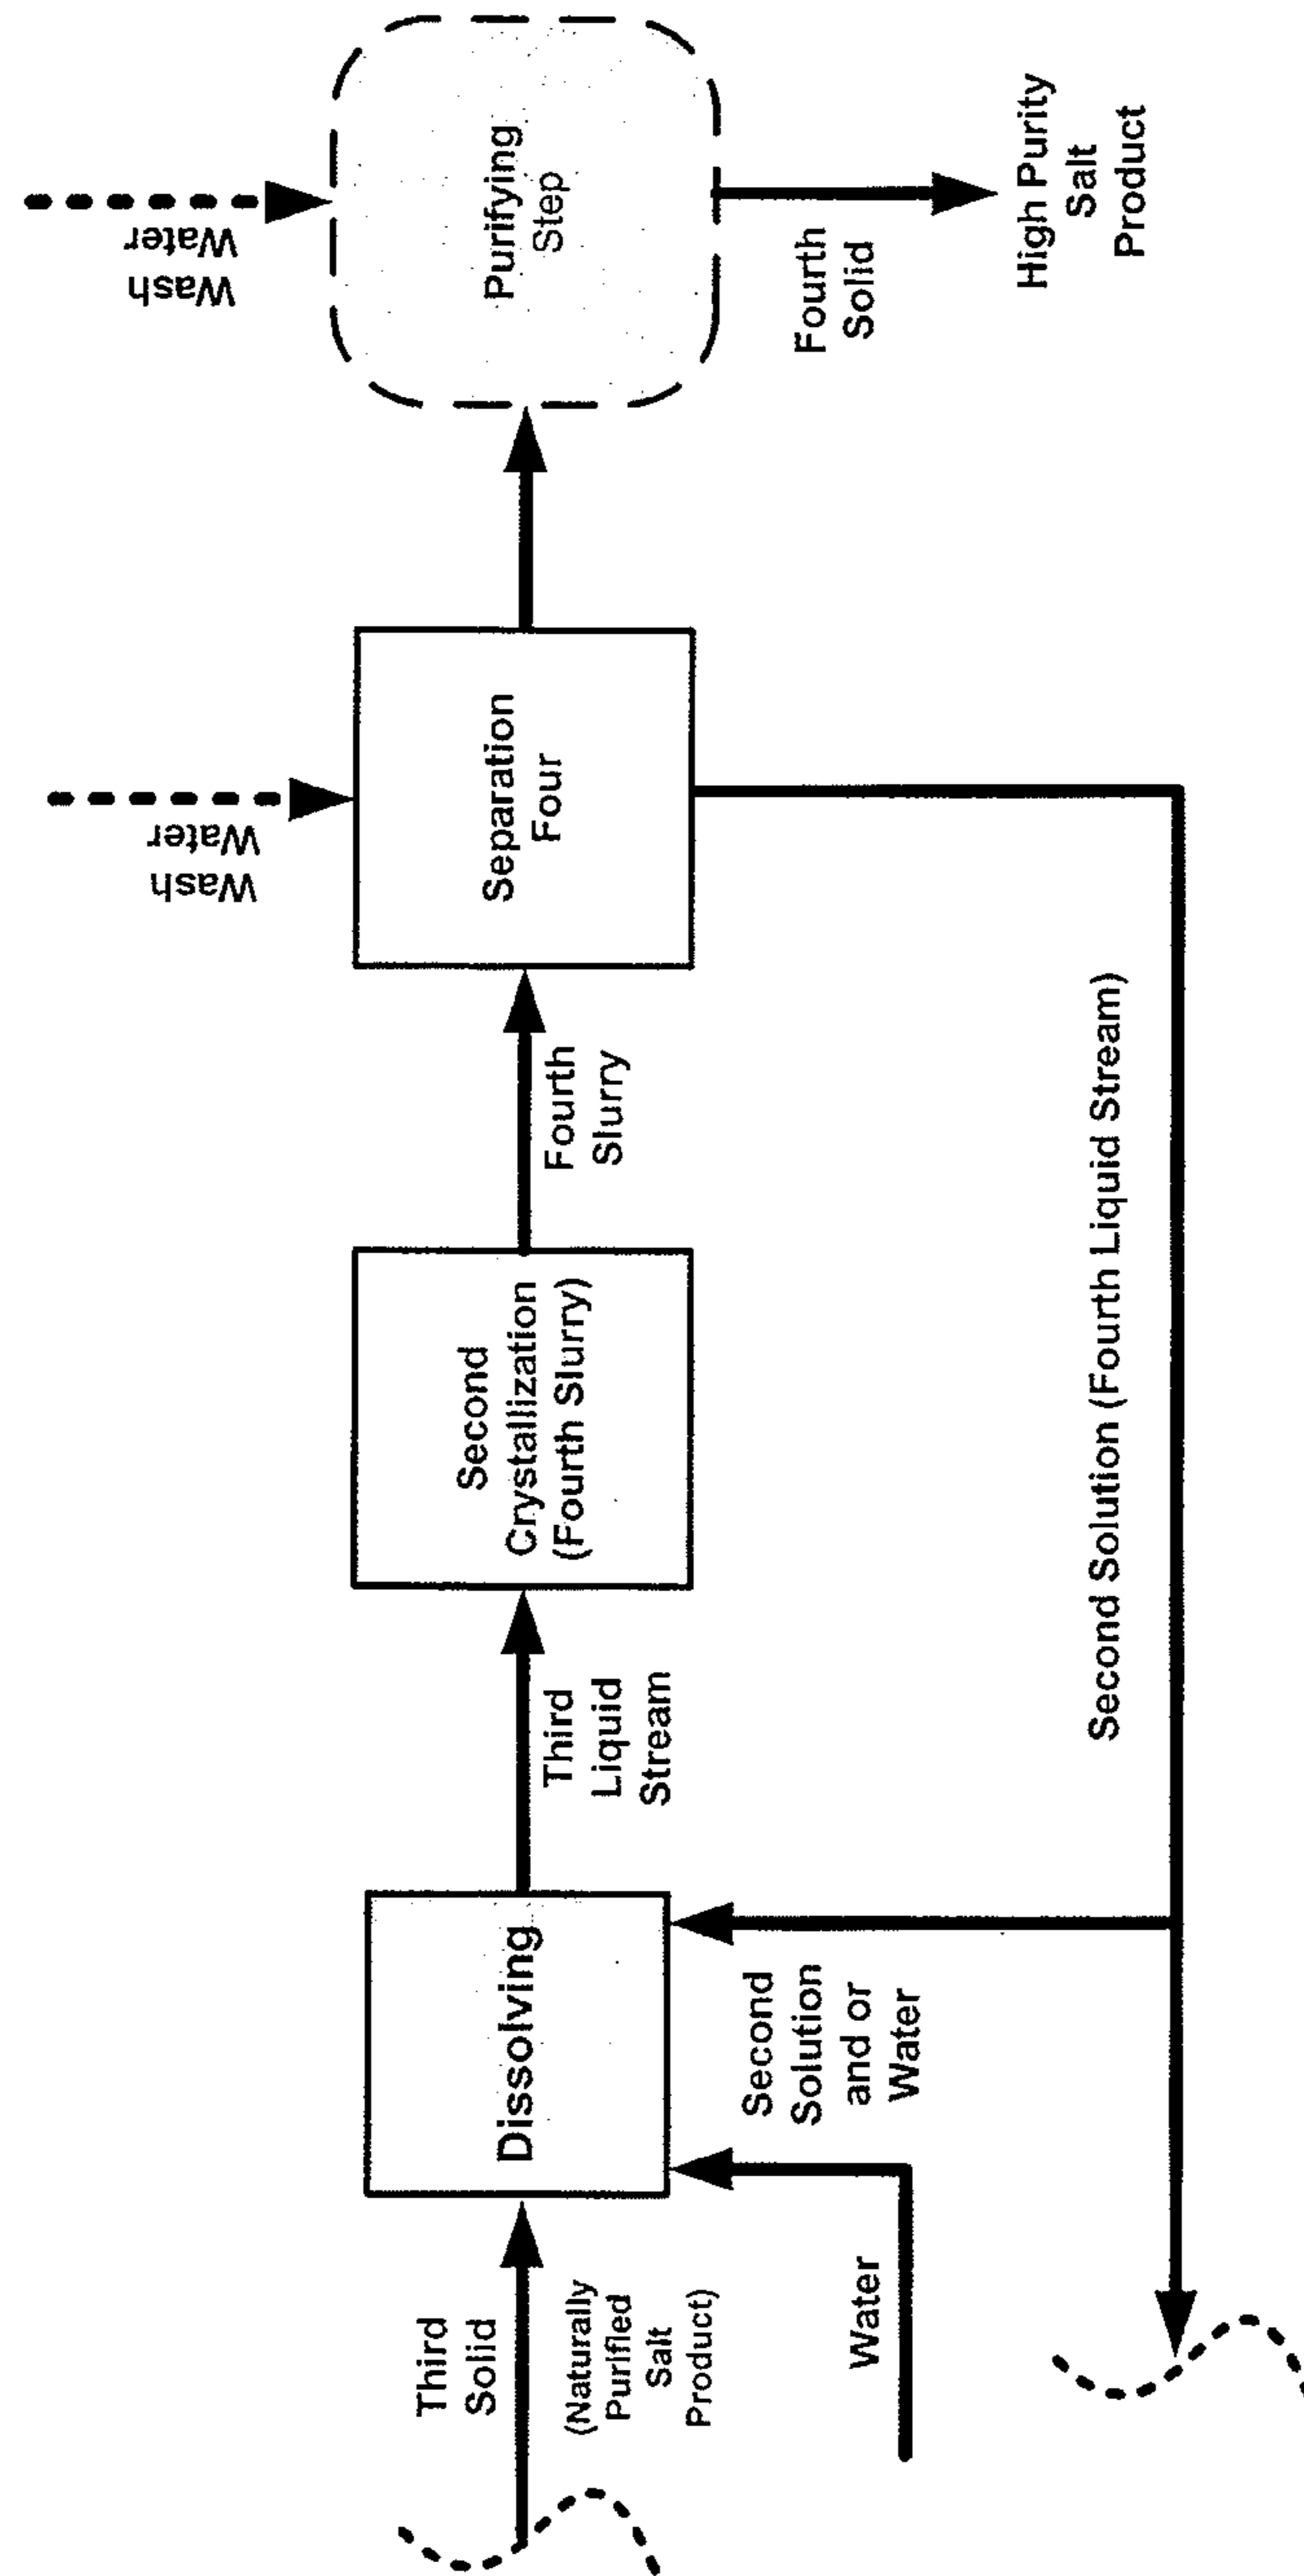 Third
Solid
(Naturally
Purified
Salt
Product)
Water
Dissolving
Second
Solution
and or
Water
Third
Liquid
Stream
Second
Crystallization
(Fourth Slurry)
Fourth
Slurry
Wash
Water
Separation
Four
Second Solution (Fourth Liquid Stream)
Wash
Water
Purifying
Step
Fourth
Solid
High Purity
Salt
Product